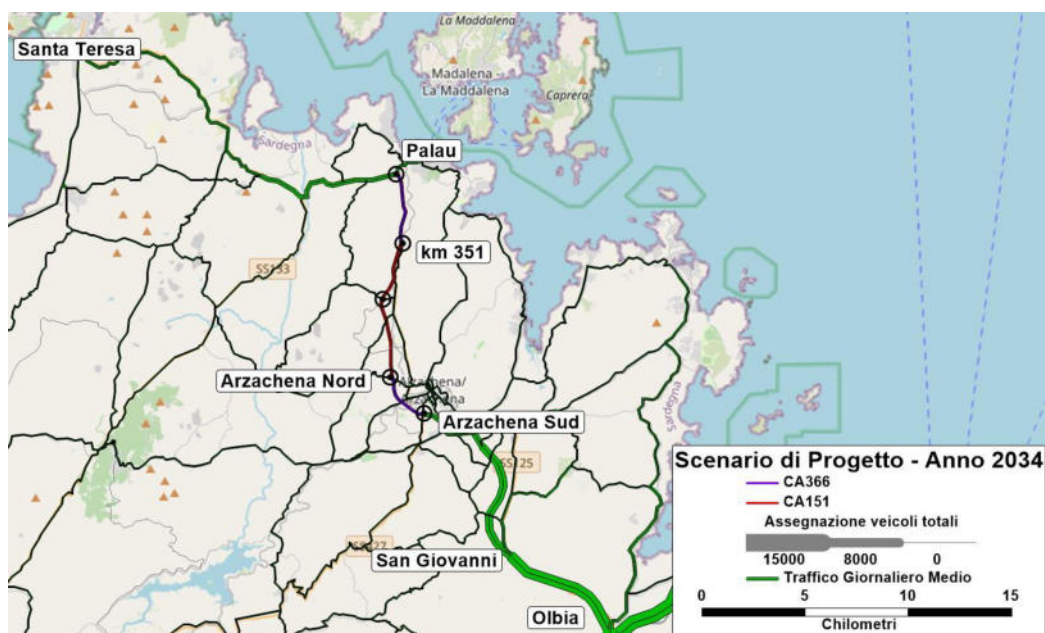 Santa Teresa
La Maddalena
Madalena -
La Maddalena
Caprera
Sardegna
Palau
km 351
SS133
Arzachena Nord
Arzachena/
Arzachena Sud
Sardegna
SS125
San Giovanni
Olbia
Scenario di Progetto - Anno 2034
CA366
CA151
Assegnazione veicoli totali
15000 8000 0
Traffico Giornaliero Medio
0 5 10 15
Chilometri